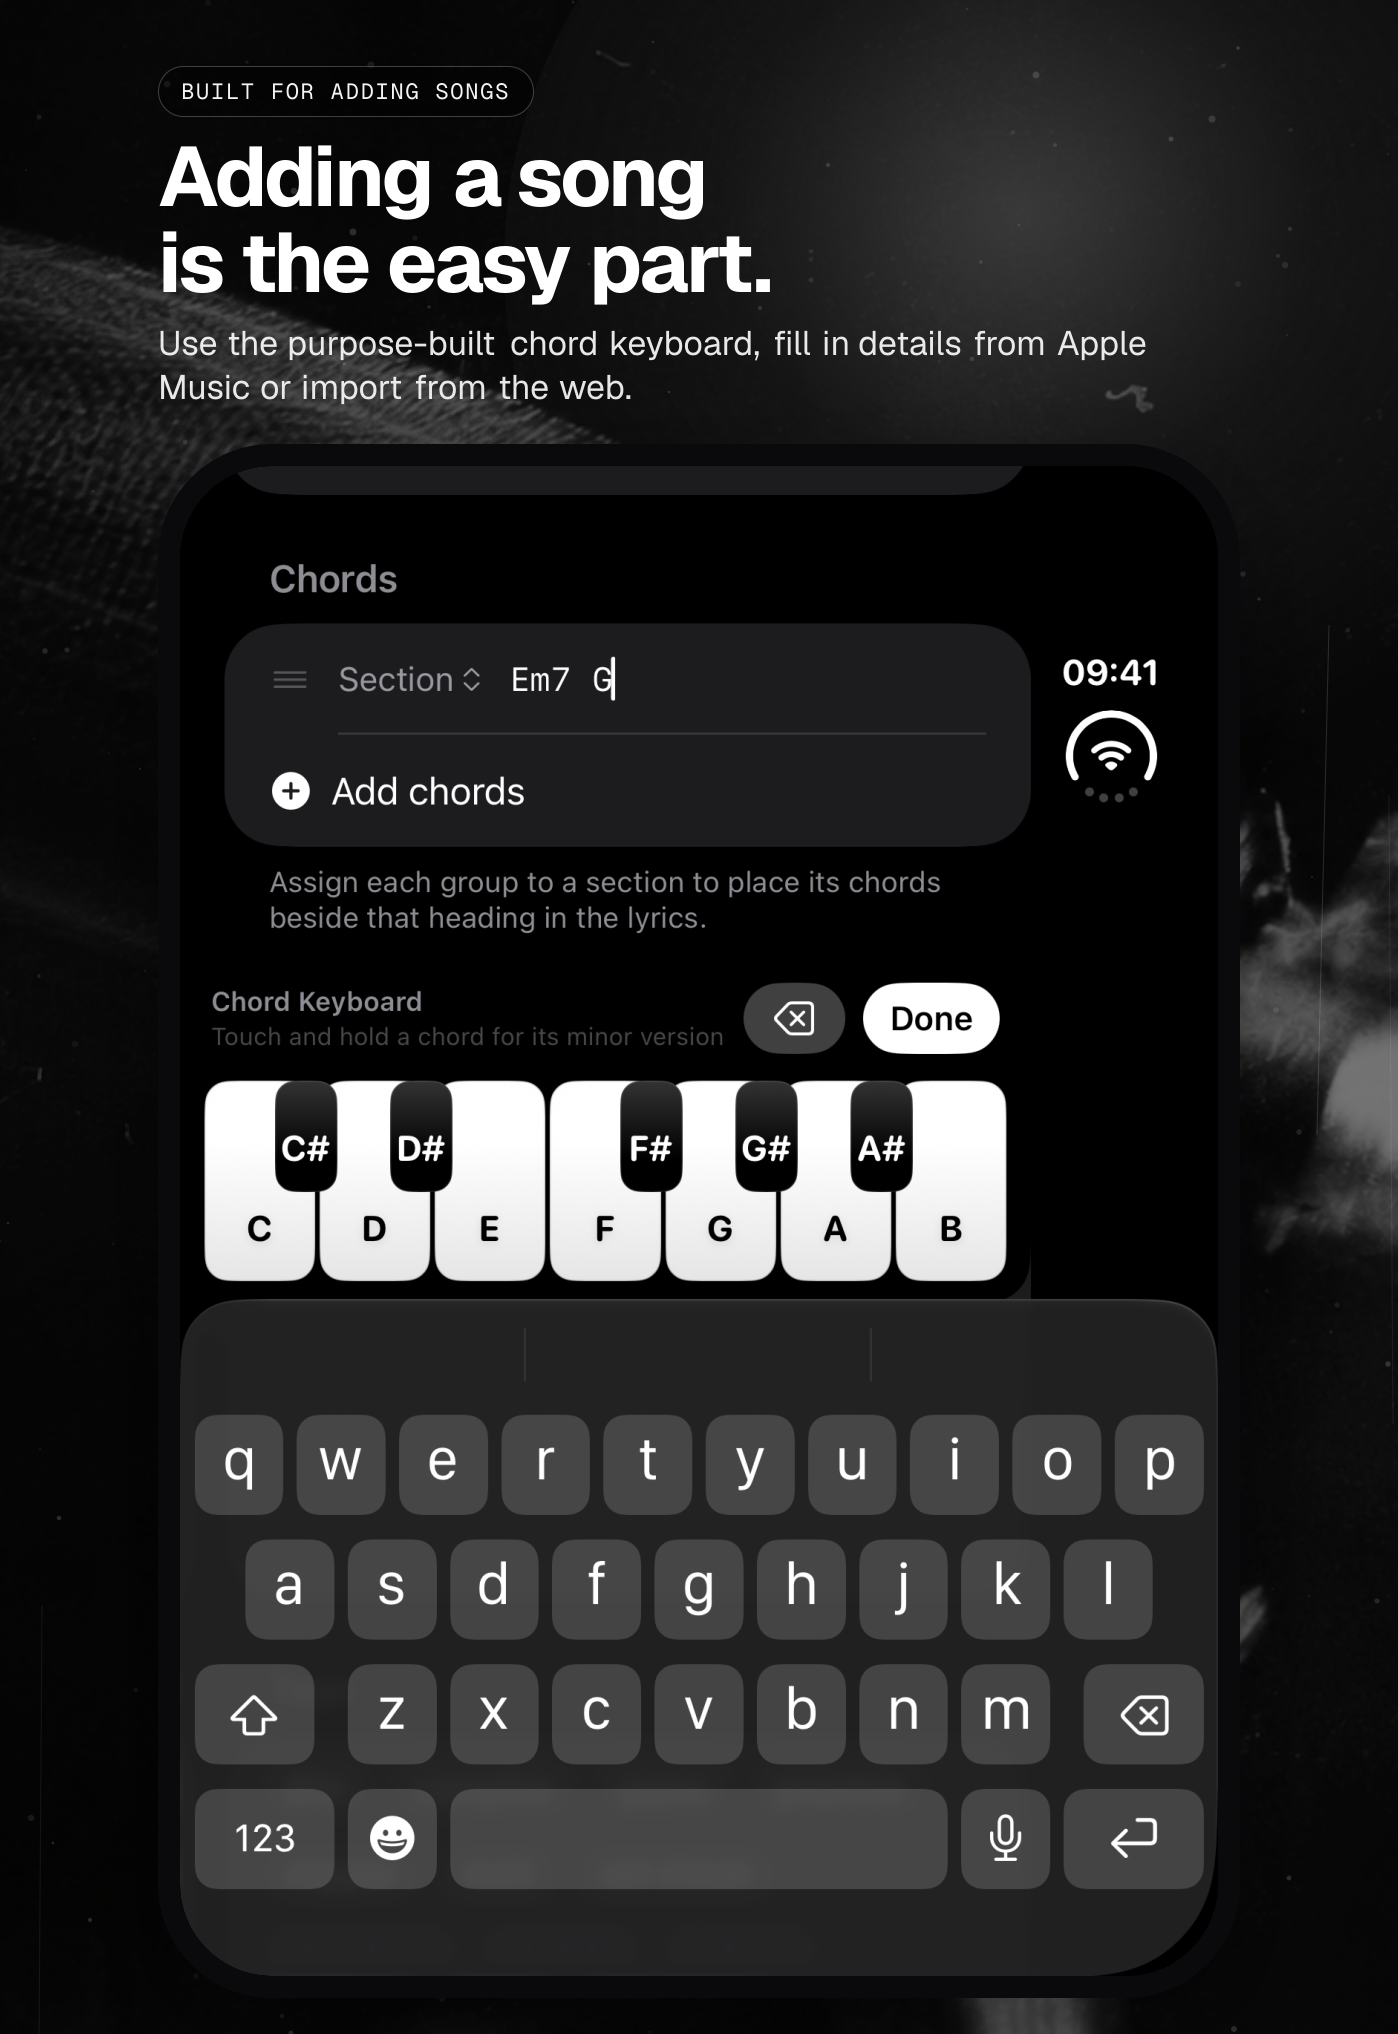 BUILT FOR ADDING SONGS
Adding a song
is the easy part.
Use the purpose-built chord keyboard, fill in details from Apple
Music or import from the web.
Chords
Section Em7 G
09:41
Add chords
Assign each group to a section to place its chords
beside that heading in the lyrics.
Chord Keyboard
Touch and hold a chord for its minor version
Done
C# D# F# G# A#
C D E F G A B
q w e r t y u i o p
a s d f g h j k l
z x c v b n m
123